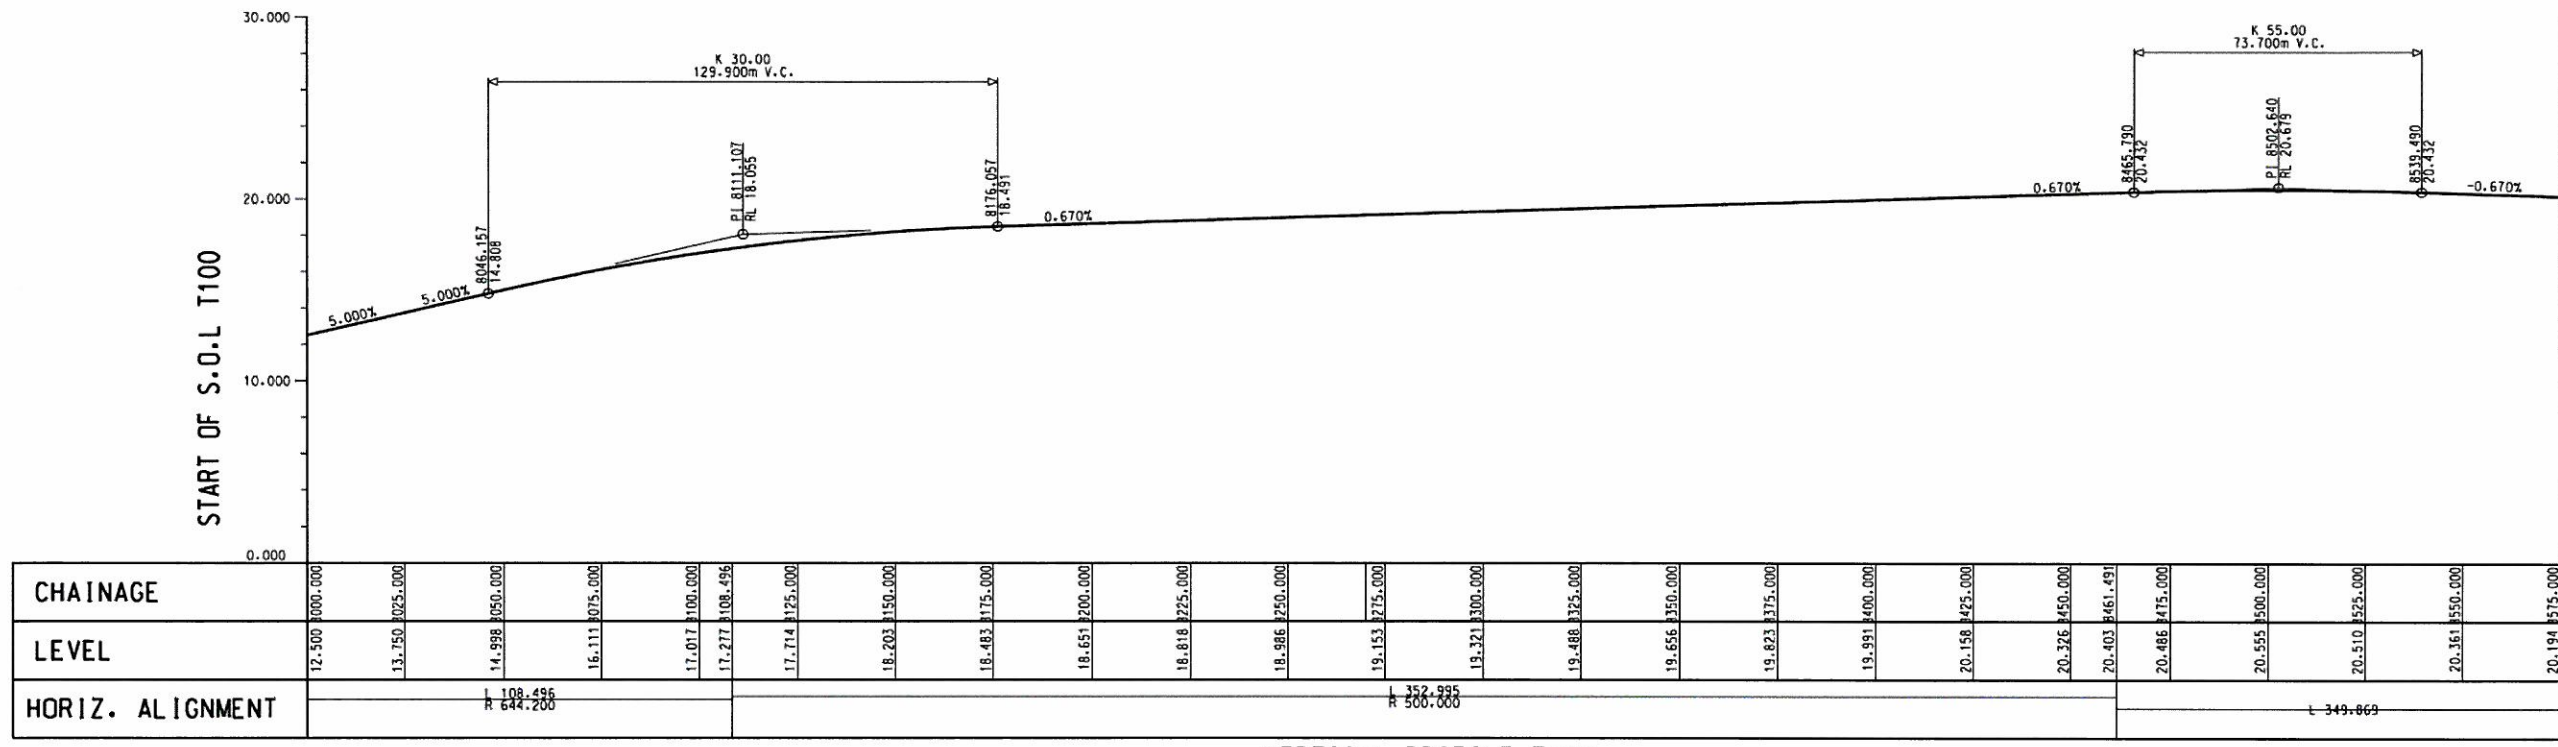 30.000
20.000
10.000
0.000
START OF S.O.L T100
K 30.00
129.900m V.C.
K 55.00
73.700m V.C.
5.000%
5.000%
8046.157
14.808
PI 8111.107
RL 18.055
8176.057
18.491
0.670%
0.670%
8465.790
20.432
PI 8502.640
RL 20.679
8539.490
20.432
-0.670%
CHAINAGE
8000.000 8025.000 8050.000 8075.000 8100.000 8108.496 8125.000 8150.000 8175.000 8200.000 8225.000 8250.000 8275.000 8300.000 8325.000 8350.000 8375.000 8400.000 8425.000 8450.000 8461.491 8475.000 8500.000 8525.000 8550.000 8575.000
LEVEL
12.500 13.750 14.998 16.111 17.017 17.277 17.714 18.203 18.483 18.651 18.818 18.986 19.153 19.321 19.488 19.656 19.823 19.991 20.158 20.326 20.403 20.486 20.555 20.510 20.361 20.194
HORIZ. ALIGNMENT
L 108.496
R 644.200
L 352.995
R 500.000
L 349.869